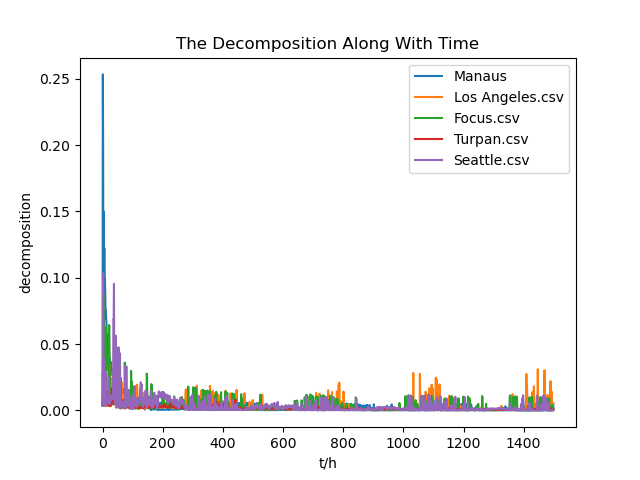 The Decomposition Along With Time
Manaus
Los Angeles.csv
Focus.csv
Turpan.csv
Seattle.csv
decomposition
0.25
0.20
0.15
0.10
0.05
0.00
0 200 400 600 800 1000 1200 1400
t/h